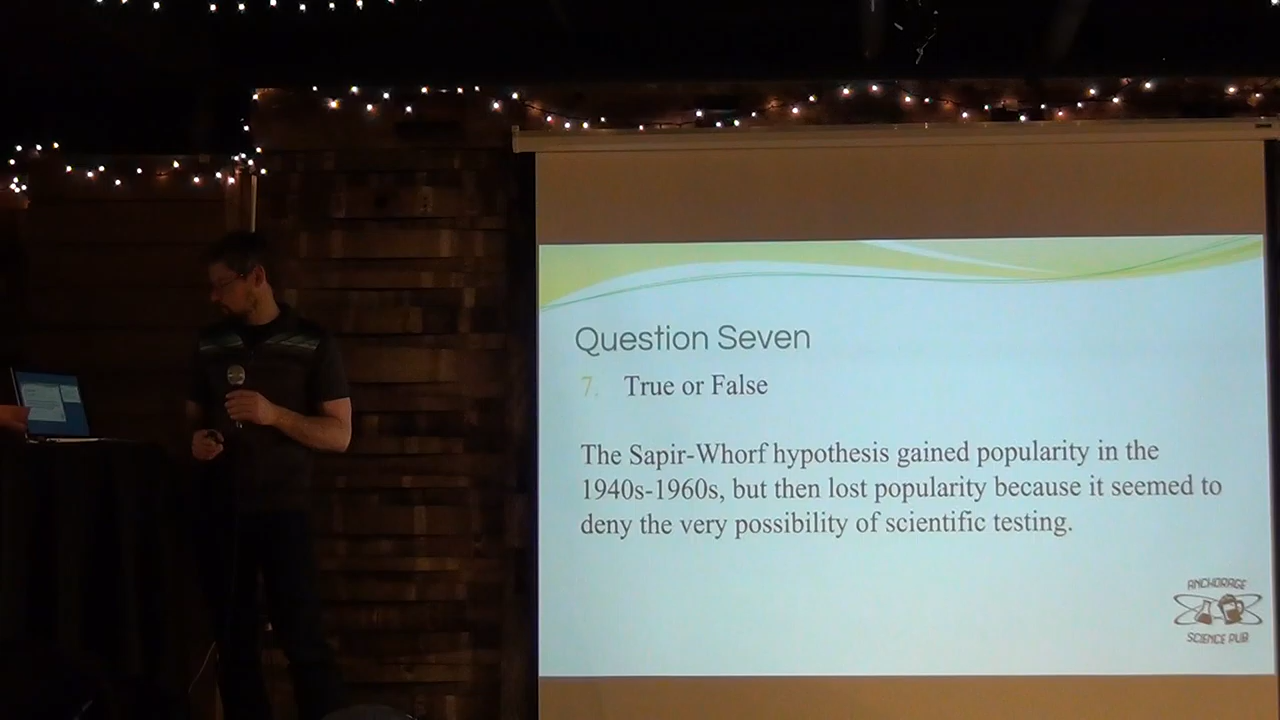 Question Seven
7. True or False
The Sapir-Whorf hypothesis gained popularity in the
1940s-1960s, but then lost popularity because it seemed to
deny the very possibility of scientific testing.
ANCHORAGE
SCIENCE PUB